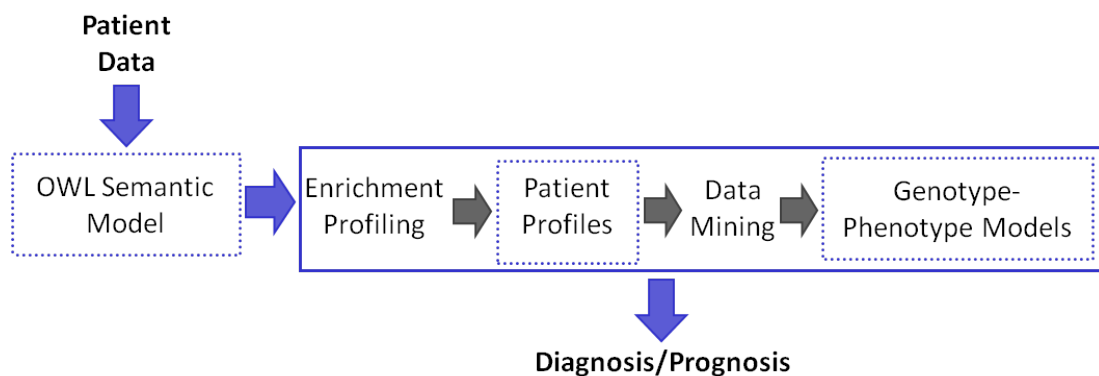 Patient
Data
OWL Semantic
Model
Enrichment
Profiling
Patient
Profiles
Data
Mining
Genotype-
Phenotype Models
Diagnosis/Prognosis